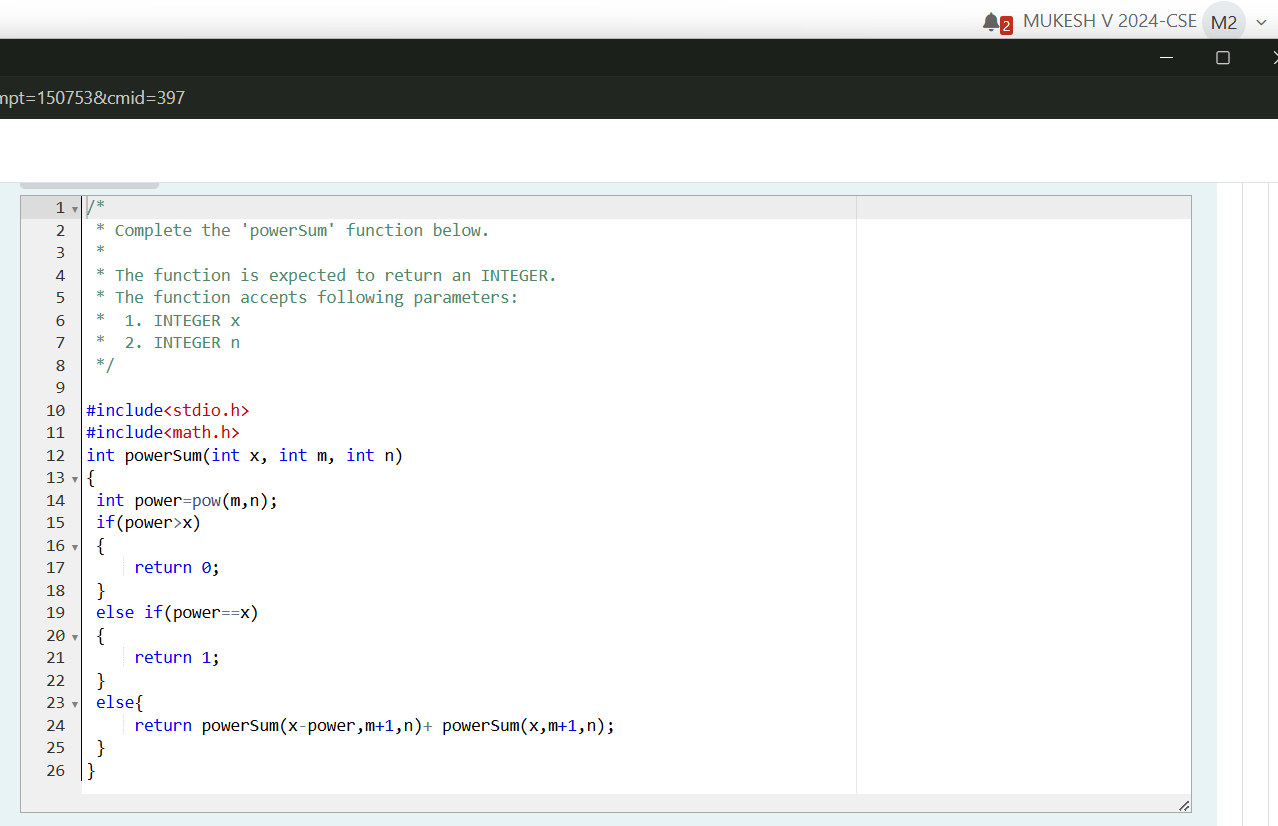 2 MUKESH V 2024-CSE M2
mpt=150753&cmid=397
1 /*
2  * Complete the 'powerSum' function below.
3  *
4  * The function is expected to return an INTEGER.
5  * The function accepts following parameters:
6  *  1. INTEGER x
7  *  2. INTEGER n
8  */
9
10 #include<stdio.h>
11 #include<math.h>
12 int powerSum(int x, int m, int n)
13 {
14  int power=pow(m,n);
15  if(power>x)
16  {
17      return 0;
18  }
19  else if(power==x)
20  {
21      return 1;
22  }
23  else{
24      return powerSum(x-power,m+1,n)+ powerSum(x,m+1,n);
25  }
26 }